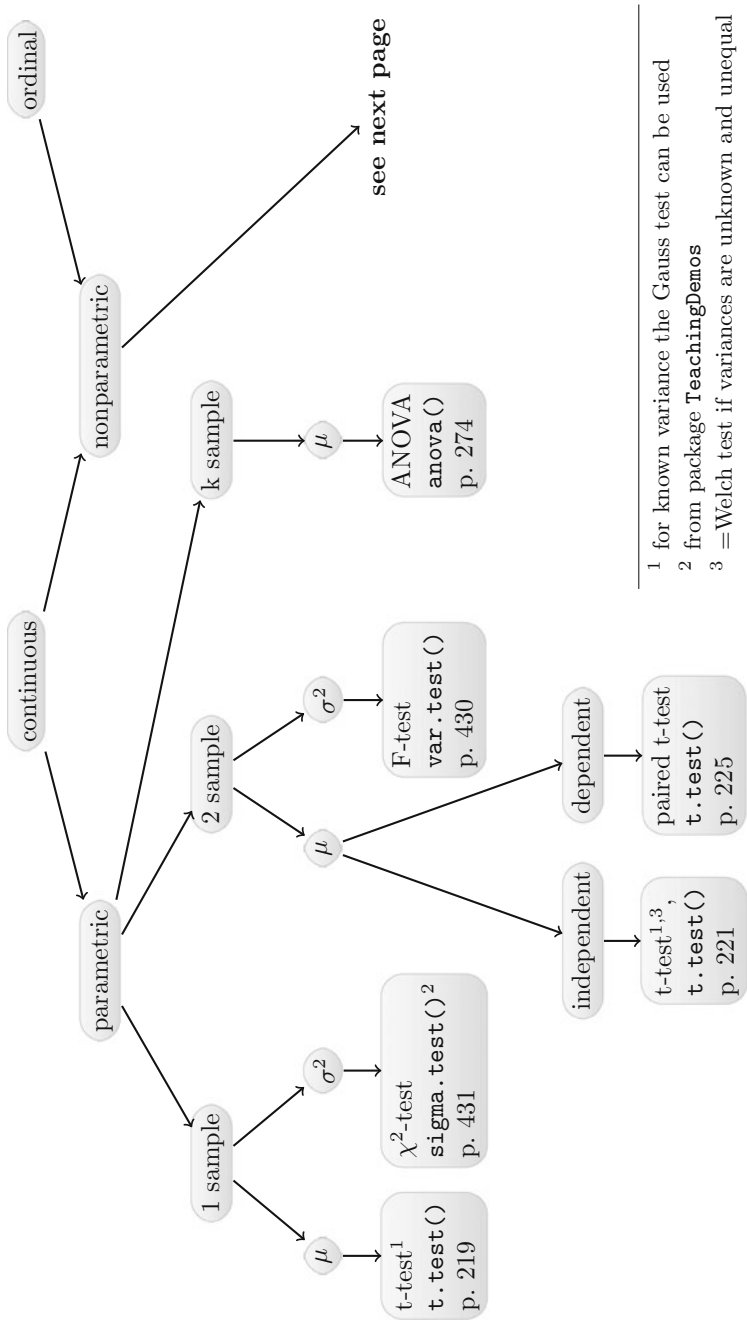 continuous
ordinal
parametric
nonparametric
1 sample
2 sample
k sample
see next page
μ
σ²
μ
σ²
μ
t-test¹
t.test()
p. 219
χ²-test
sigma.test()²
p. 431
F-test
var.test()
p. 430
ANOVA
anova()
p. 274
independent
dependent
t-test¹,³,
t.test()
p. 221
paired t-test
t.test()
p. 225
¹ for known variance the Gauss test can be used
² from package TeachingDemos
³ =Welch test if variances are unknown and unequal